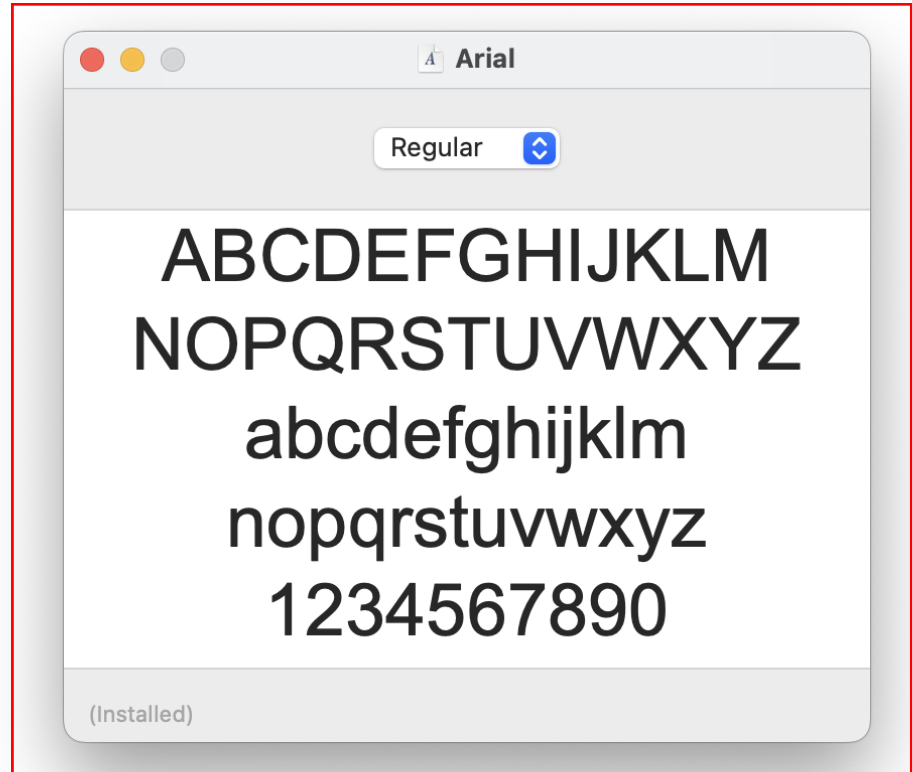 Arial
Regular
ABCDEFGHIJKLM
NOPQRSTUVWXYZ
abcdefghijklm
nopqrstuvwxyz
1234567890
(Installed)